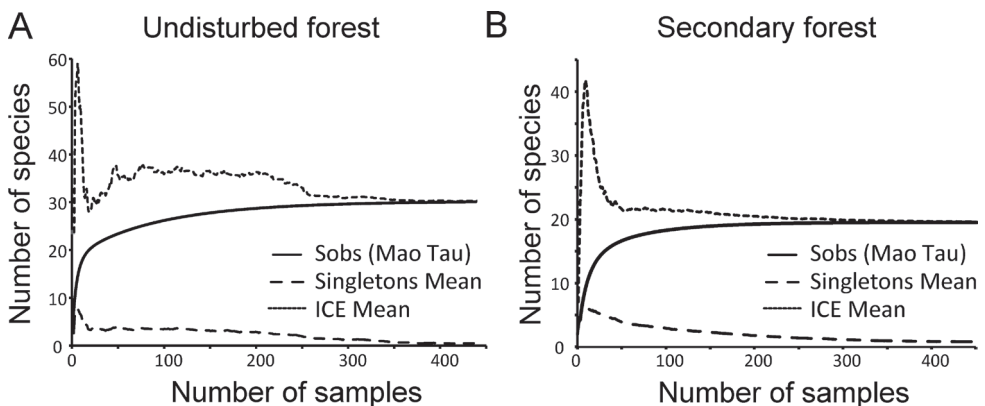 A
Undisturbed forest
60
50
40
30
20
10
0
Number of species
Sobs (Mao Tau)
Singletons Mean
ICE Mean
0 100 200 300 400
Number of samples
B
Secondary forest
40
30
20
10
0
Number of species
Sobs (Mao Tau)
Singletons Mean
ICE Mean
0 100 200 300 400
Number of samples